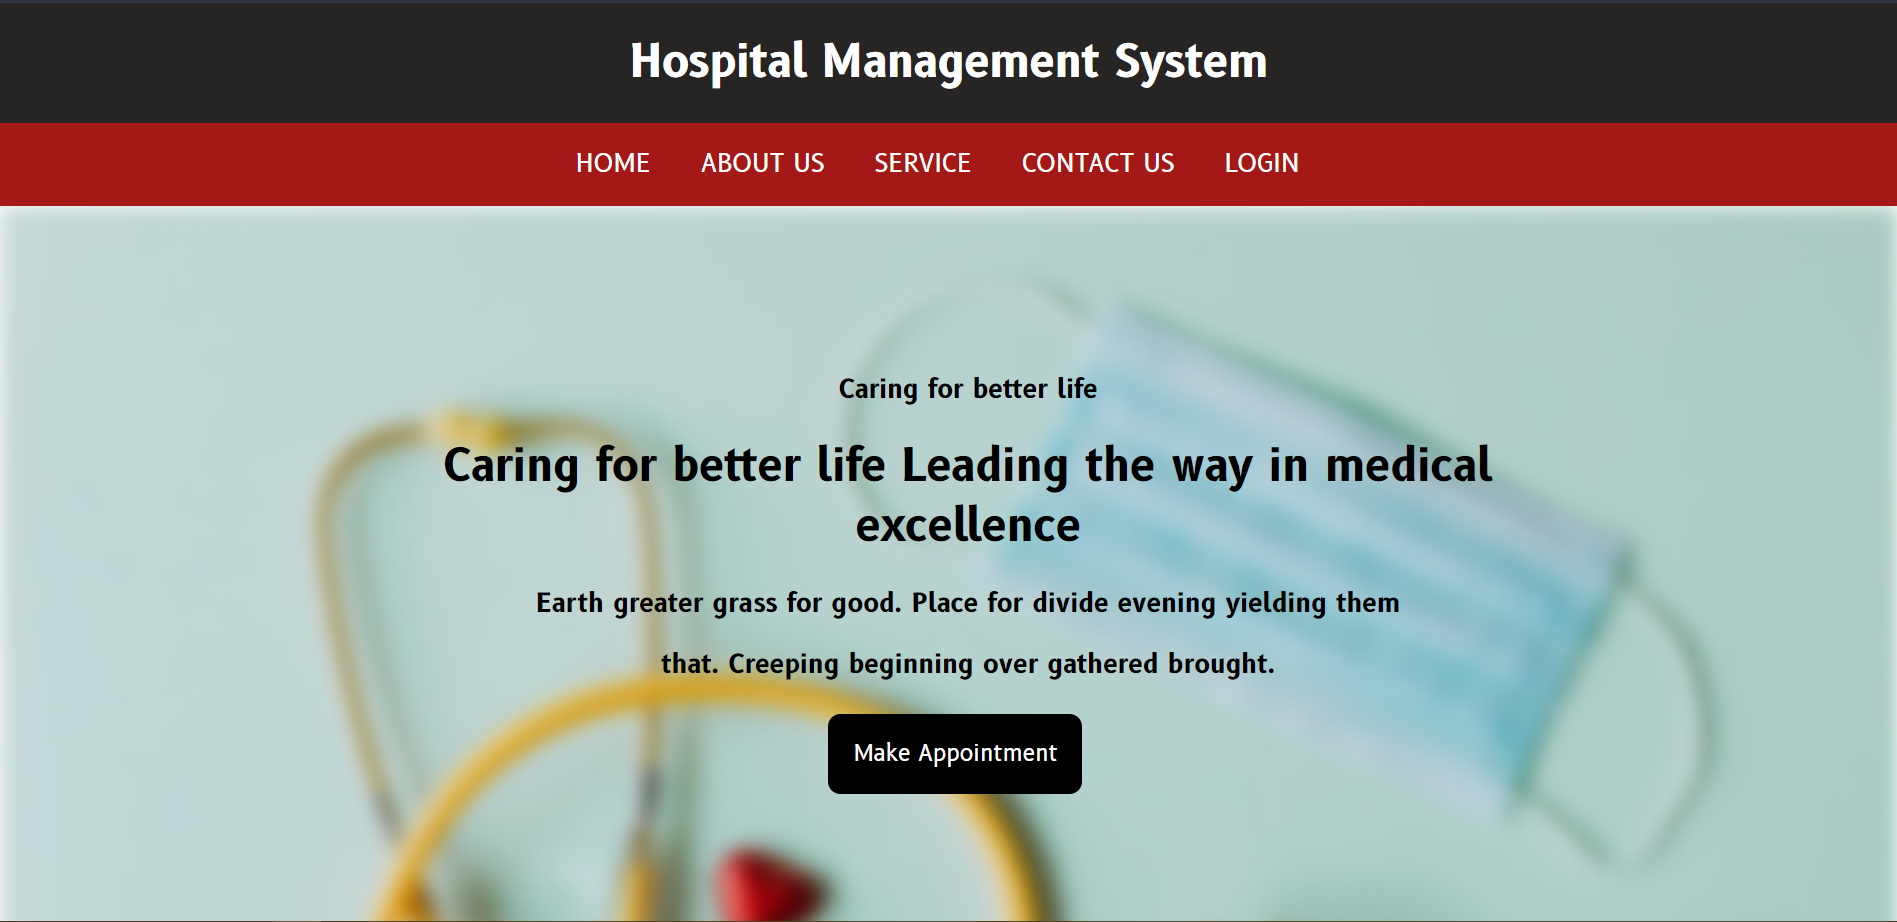 Hospital Management System
HOME ABOUT US SERVICE CONTACT US LOGIN
Caring for better life
Caring for better life Leading the way in medical
excellence
Earth greater grass for good. Place for divide evening yielding them
that. Creeping beginning over gathered brought.
Make Appointment